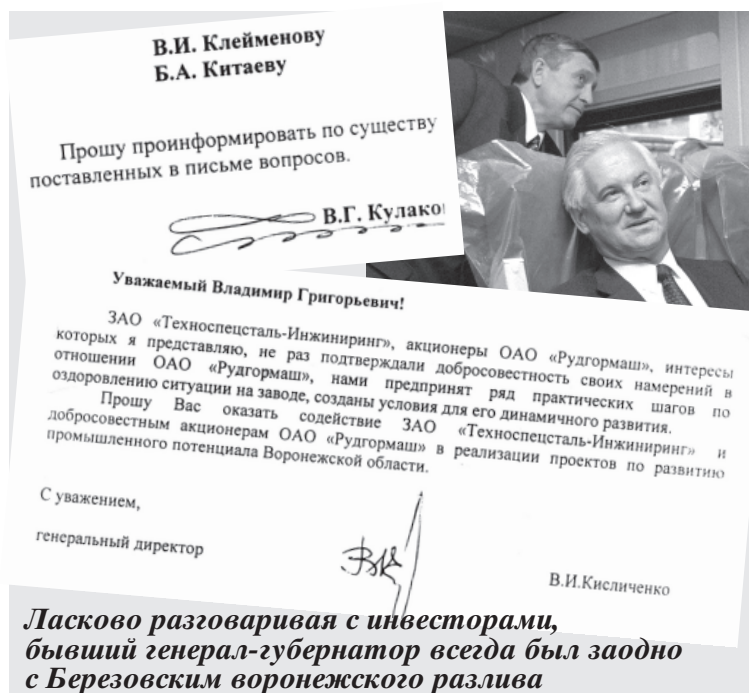 В.И. Клейменову
Б.А. Китаеву
Прошу проинформировать по существу
поставленных в письме вопросов.
В.Г. Кулако
Уважаемый Владимир Григорьевич!
ЗАО «Техноспецсталь-Инжиниринг», акционеры ОАО «Рудгормаш», интересы
которых я представляю, не раз подтверждали добросовестность своих намерений в
отношении ОАО «Рудгормаш», нами предпринят ряд практических шагов по
оздоровлению ситуации на заводе, созданы условия для его динамичного развития.
Прошу Вас оказать содействие ЗАО «Техноспецсталь-Инжиниринг» и
добросовестным акционерам ОАО «Рудгормаш» в реализации проектов по развитию
промышленного потенциала Воронежской области.
С уважением,
генеральный директор
В.И.Кисличенко
Ласково разговаривая с инвесторами,
бывший генерал-губернатор всегда был заодно
с Березовским воронежского разлива